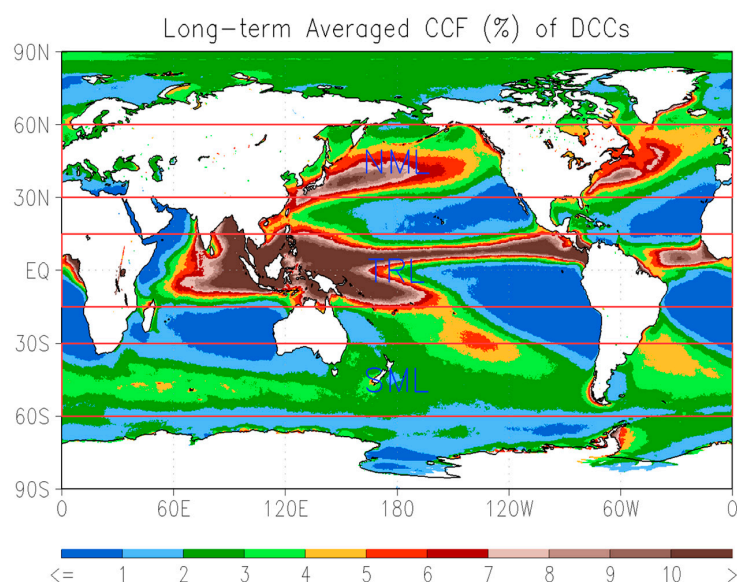 Long-term Averaged CCF (%) of DCCs
90N
60N
NML
30N
TRL
EQ
30S
SML
60S
90S
0 60E 120E 180 120W 60W 0
<= 1 2 3 4 5 6 7 8 9 10 >